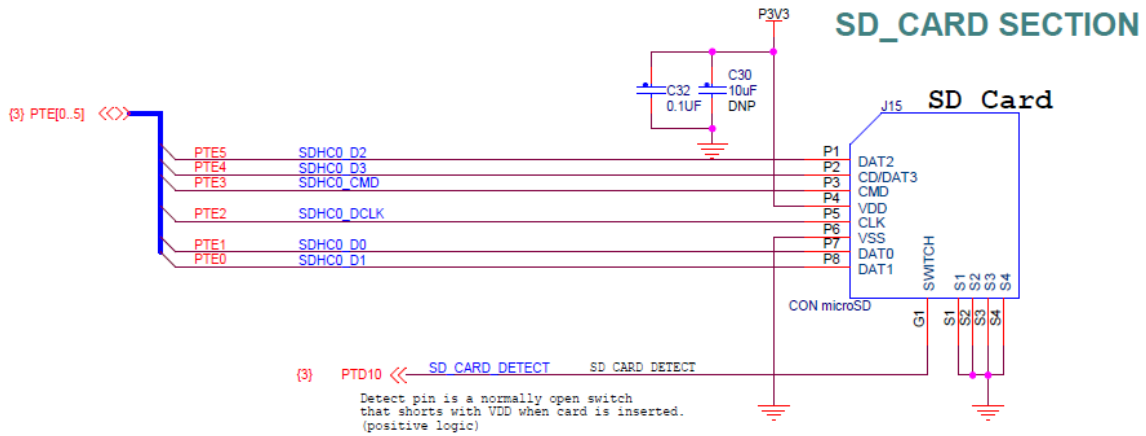 P3V3
SD_CARD SECTION
C32
0.1UF
C30
10uF
DNP
J15
SD Card
{3} PTE[0..5]
PTE5 SDHC0_D2 P1 DAT2
PTE4 SDHC0_D3 P2 CD/DAT3
PTE3 SDHC0_CMD P3 CMD
P4 VDD
PTE2 SDHC0_DCLK P5 CLK
P6 VSS
PTE1 SDHC0_D0 P7 DAT0
PTE0 SDHC0_D1 P8 DAT1
SWITCH S1 S2 S3 S4
CON microSD
G1 S1 S2 S3 S4
{3} PTD10 SD_CARD_DETECT SD CARD DETECT
Detect pin is a normally open switch
that shorts with VDD when card is inserted.
(positive logic)